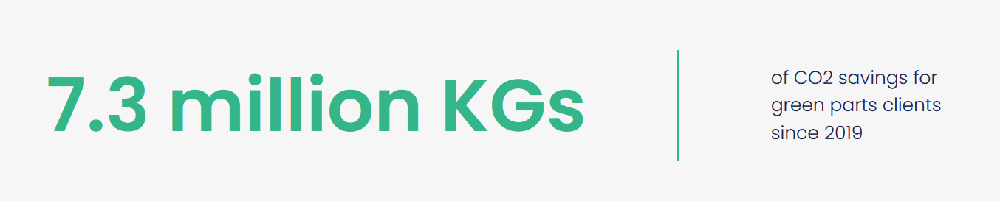 7.3 million KGs
of CO2 savings for
green parts clients
since 2019